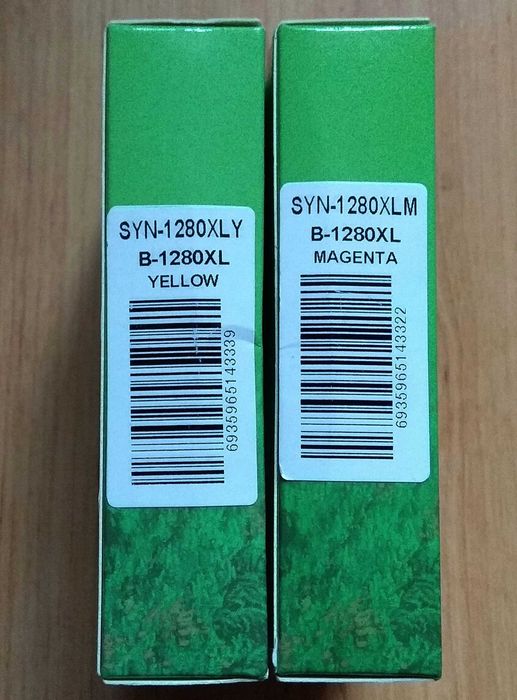 SYN-1280XLY
B-1280XL
YELLOW
6935965143339
SYN-1280XLM
B-1280XL
MAGENTA
6935965143322